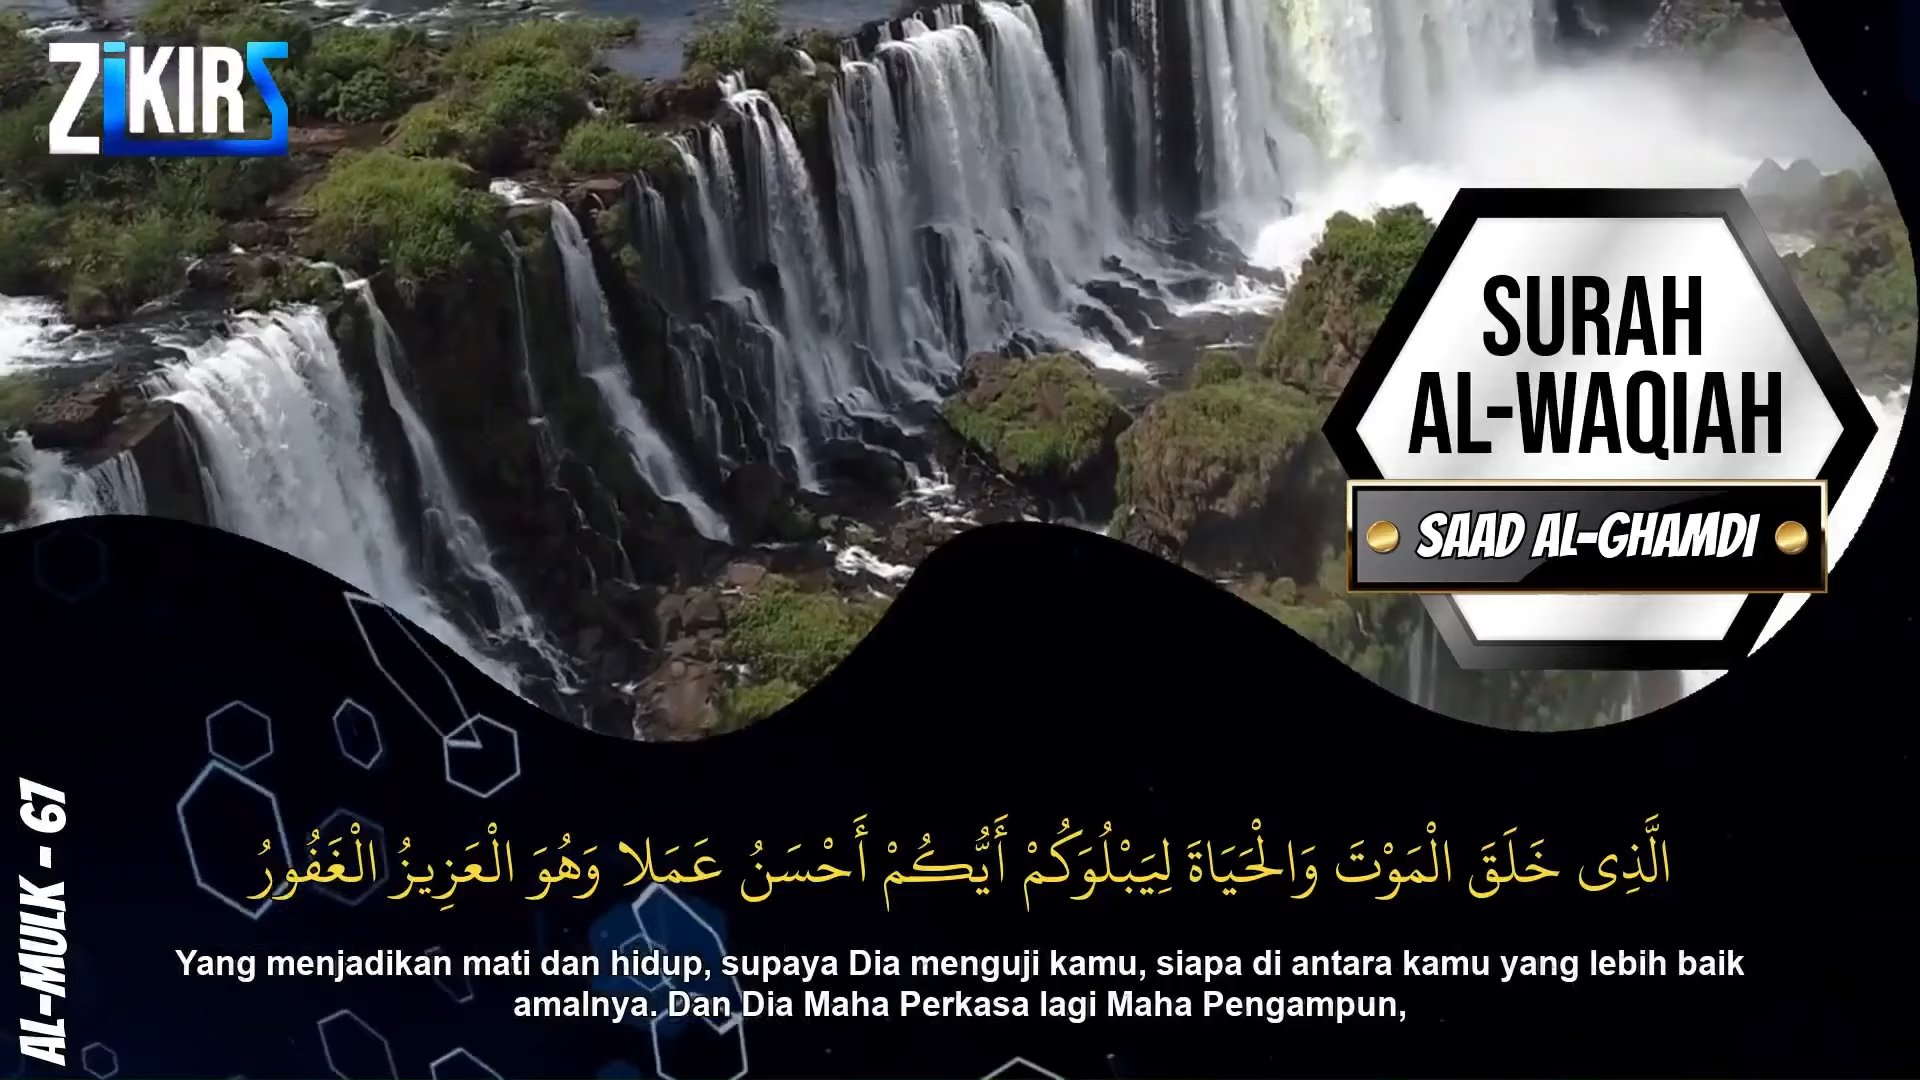 ZIKIRS
SURAH
AL-WAQIAH
SAAD AL-GHAMDI
AL-MULK - 67
الَّذِى خَلَقَ الْمَوْتَ وَالْحَيَاةَ لِيَبْلُوَكُمْ أَيُّكُمْ أَحْسَنُ عَمَلا وَهُوَ الْعَزِيزُ الْغَفُورُ
Yang menjadikan mati dan hidup, supaya Dia menguji kamu, siapa di antara kamu yang lebih baik
amalnya. Dan Dia Maha Perkasa lagi Maha Pengampun,